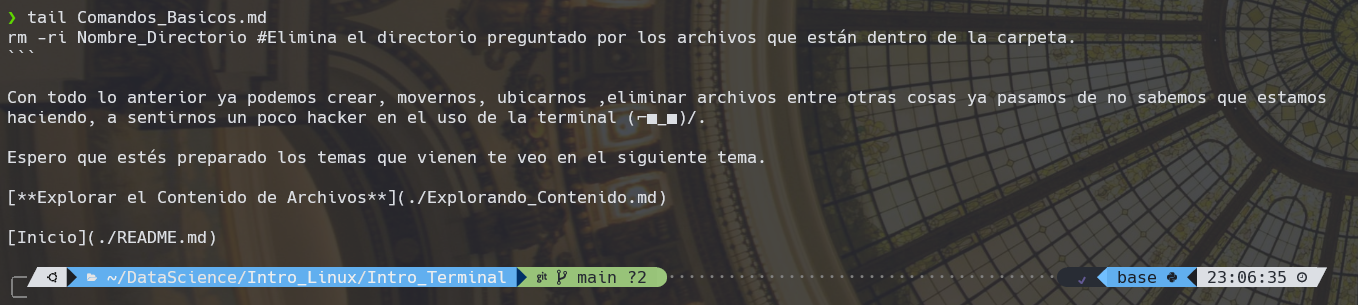 ❯ tail Comandos_Basicos.md
rm -ri Nombre_Directorio #Elimina el directorio preguntado por los archivos que están dentro de la carpeta.
```
Con todo lo anterior ya podemos crear, movernos, ubicarnos ,eliminar archivos entre otras cosas ya pasamos de no sabemos que estamos
haciendo, a sentirnos un poco hacker en el uso de la terminal (⌐■_■)/.
Espero que estés preparado los temas que vienen te veo en el siguiente tema.
[**Explorar el Contenido de Archivos**](./Explorando_Contenido.md)
[Inicio](./README.md)
~/DataScience/Intro_Linux/Intro_Terminal git main ?2 ✓ base 23:06:35